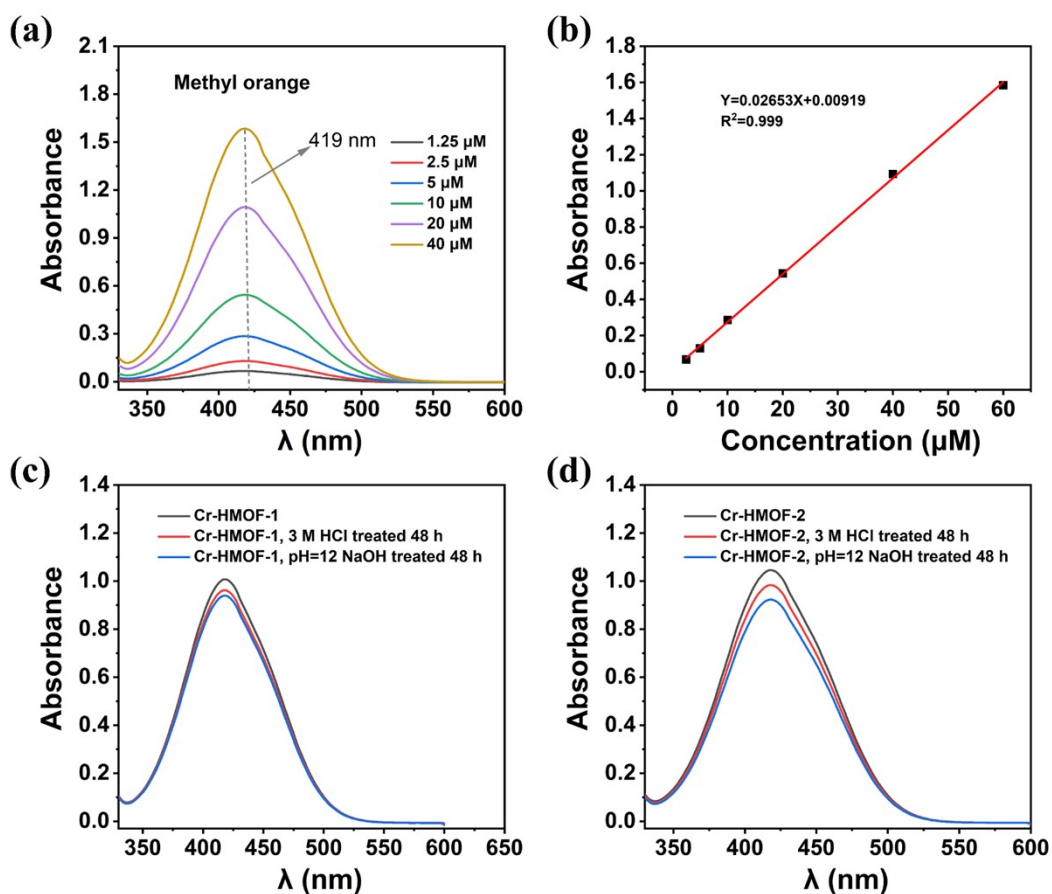 (a)
2.1
1.8
1.5
1.2
0.9
0.6
0.3
0.0
Absorbance
Methyl orange
419 nm
1.25 μM
2.5 μM
5 μM
10 μM
20 μM
40 μM
350 400 450 500 550 600
λ (nm)
(b)
1.8
1.6
1.4
1.2
1.0
0.8
0.6
0.4
0.2
0.0
Absorbance
Y=0.02653X+0.00919
R²=0.999
0 10 20 30 40 50 60
Concentration (μM)
(c)
1.4
1.2
1.0
0.8
0.6
0.4
0.2
0.0
Absorbance
Cr-HMOF-1
Cr-HMOF-1, 3 M HCl treated 48 h
Cr-HMOF-1, pH=12 NaOH treated 48 h
350 400 450 500 550 600 650
λ (nm)
(d)
1.4
1.2
1.0
0.8
0.6
0.4
0.2
0.0
Absorbance
Cr-HMOF-2
Cr-HMOF-2, 3 M HCl treated 48 h
Cr-HMOF-2, pH=12 NaOH treated 48 h
350 400 450 500 550 600
λ (nm)